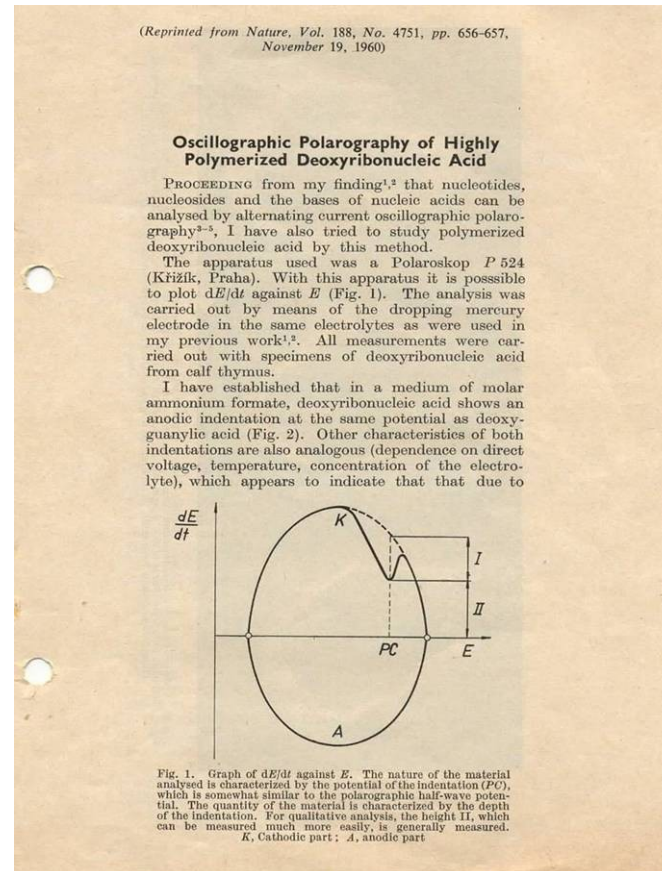 (Reprinted from Nature, Vol. 188, No. 4751, pp. 656–657,
November 19, 1960)
Oscillographic Polarography of Highly
Polymerized Deoxyribonucleic Acid
PROCEEDING from my finding¹,² that nucleotides,
nucleosides and the bases of nucleic acids can be
analysed by alternating current oscillographic polaro-
graphy³⁻⁵, I have also tried to study polymerized
deoxyribonucleic acid by this method.
The apparatus used was a Polaroskop P 524
(Křižík, Praha). With this apparatus it is posssible
to plot dE/dt against E (Fig. 1). The analysis was
carried out by means of the dropping mercury
electrode in the same electrolytes as were used in
my previous work¹,². All measurements were car-
ried out with specimens of deoxyribonucleic acid
from calf thymus.
I have established that in a medium of molar
ammonium formate, deoxyribonucleic acid shows an
anodic indentation at the same potential as deoxy-
guanylic acid (Fig. 2). Other characteristics of both
indentations are also analogous (dependence on direct
voltage, temperature, concentration of the electro-
lyte), which appears to indicate that that due to
dE
dt
K
I
II
PC
E
A
Fig. 1. Graph of dE/dt against E. The nature of the material
analysed is characterized by the potential of the indentation (PC),
which is somewhat similar to the polarographic half-wave poten-
tial. The quantity of the material is characterized by the depth
of the indentation. For qualitative analysis, the height II, which
can be measured much more easily, is generally measured.
K, Cathodic part; A, anodic part